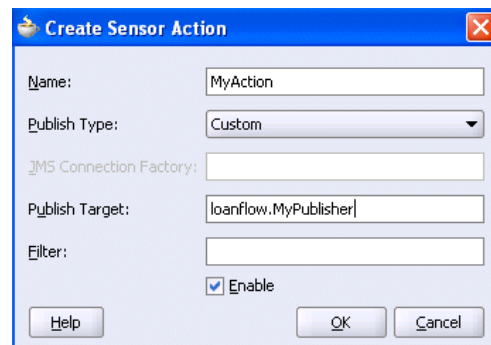 Create Sensor Action
Name: MyAction
Publish Type: Custom
JMS Connection Factory:
Publish Target: loanflow.MyPublisher
Filter:
Enable
Help OK Cancel